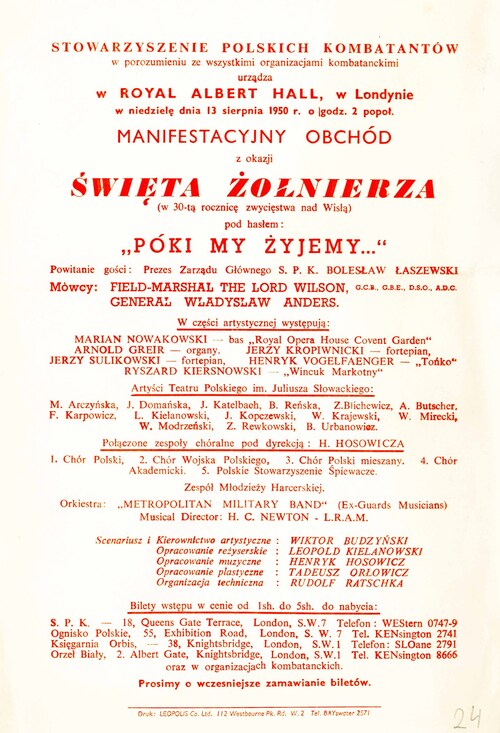 STOWARZYSZENIE POLSKICH KOMBATANTÓW
w porozumieniu ze wszystkimi organizacjami kombatanckimi
urządza
w ROYAL ALBERT HALL, w Londynie
w niedzielę dnia 13 sierpnia 1950 r. o godz. 2 popoł.
MANIFESTACYJNY OBCHÓD
z okazji
ŚWIĘTA ŻOŁNIERZA
(w 30-tą rocznicę zwycięstwa nad Wisłą)
pod hasłem:
„PÓKI MY ŻYJEMY...“
Powitanie gości: Prezes Zarządu Głównego S. P. K. BOLESŁAW ŁASZEWSKI
Mówcy: FIELD-MARSHAL THE LORD WILSON, G.C.B., G.B.E., D.S.O., A.D.C.
GENERAŁ WŁADYSŁAW ANDERS.
W części artystycznej występują:
MARIAN NOWAKOWSKI — bas „Royal Opera House Covent Garden“
ARNOLD GREIR — organy, JERZY KROPIWNICKI — fortepian,
JERZY SULIKOWSKI — fortepian, HENRYK VOGELFAENGER — „Tońko“
RYSZARD KIERSNOWSKI — „Wincuk Markotny“
Artyści Teatru Polskiego im. Juliusza Słowackiego:
M. Arczyńska, J. Domańska, J. Katelbach, B. Reńska, Z.Blichewicz, A. Butscher,
F. Karpowicz, L. Kielanowski, J. Kopczewski, W. Krajewski, W. Mirecki,
W. Modrzeński, Z. Rewkowski, B. Urbanowicz.
Połączone zespoły chóralne pod dyrekcją: H. HOSOWICZA
1. Chór Polski, 2. Chór Wojska Polskiego, 3. Chór Polski mieszany. 4. Chór
Akademicki. 5. Polskie Stowarzyszenie Śpiewacze.
Zespół Młodzieży Harcerskiej.
Orkiestra: „METROPOLITAN MILITARY BAND“ (Ex-Guards Musicians)
Musical Director: H. C. NEWTON - L.R.A.M.
Scenariusz i Kierownictwo artystyczne : WIKTOR BUDZYŃSKI
Opracowanie reżyserskie : LEOPOLD KIELANOWSKI
Opracowanie muzyczne : HENRYK HOSOWICZ
Opracowanie plastyczne : TADEUSZ ORŁOWICZ
Organizacja techniczna : RUDOLF RATSCHKA
Bilety wstępu w cenie od 1sh. do 5sh. do nabycia:
S. P. K. — 18, Queens Gate Terrace, London, S.W.7 Telefon : WEStern 0747-9
Ognisko Polskie, 55, Exhibition Road, London, S. W. 7 Tel. KENsington 2741
Księgarnia Orbis, — 38, Knightsbridge, London, S.W.1 Telefon: SLOane 2791
Orzeł Biały, 2. Albert Gate, Knightsbridge, London, S.W.1 Tel. KENsington 8666
oraz w organizacjach kombatanckich.
Prosimy o wcześniejsze zamawianie biletów.
Druk: LEOPOLIS Co. Ltd. 112 Westbourne Pk. Rd. W.2 Tel. BAYswater 2571
24